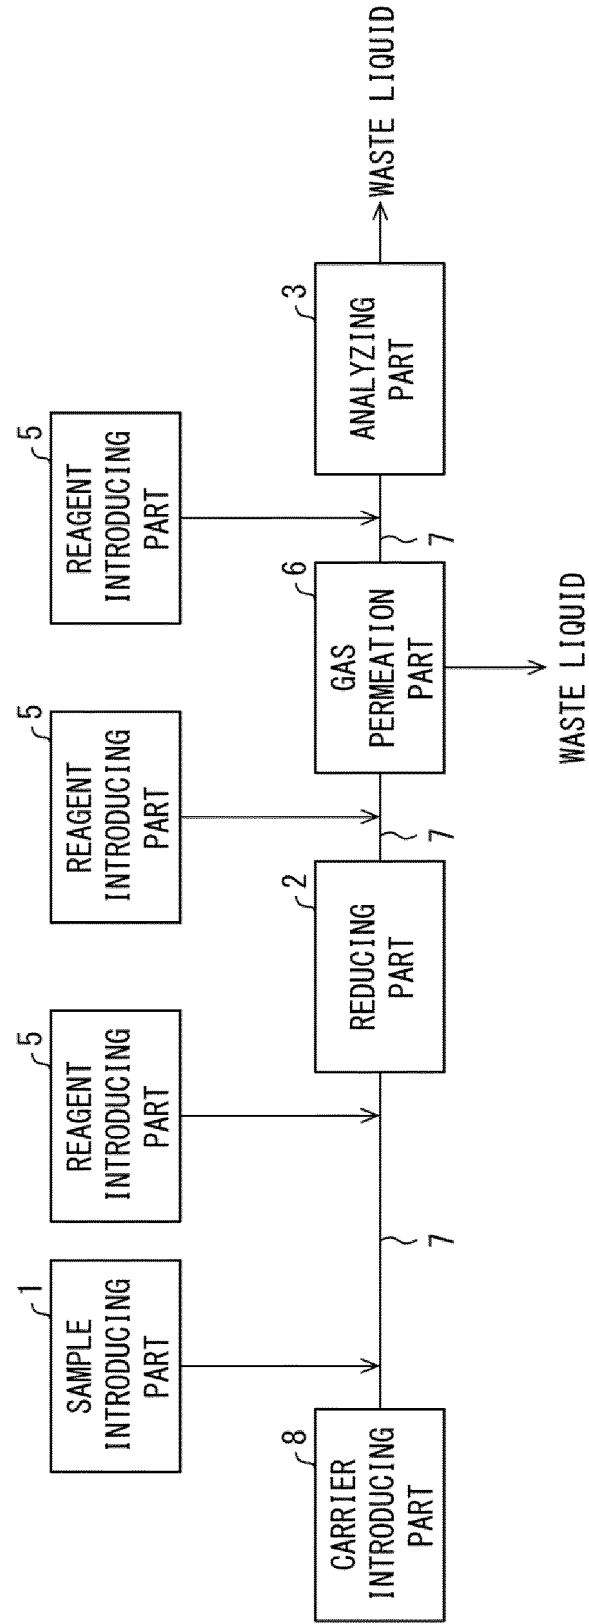 1
SAMPLE
INTRODUCING
PART
5
REAGENT
INTRODUCING
PART
5
REAGENT
INTRODUCING
PART
5
REAGENT
INTRODUCING
PART
8
CARRIER
INTRODUCING
PART
7
2
REDUCING
PART
7
6
GAS
PERMEATION
PART
7
3
ANALYZING
PART
WASTE LIQUID
WASTE LIQUID